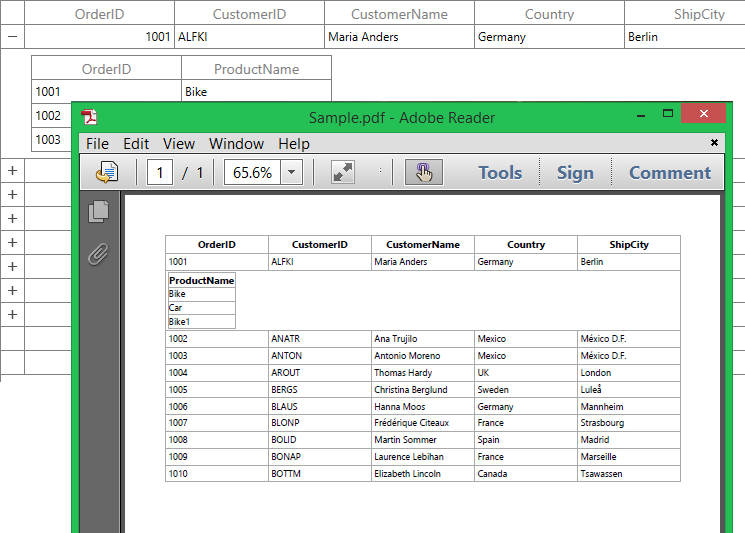 OrderID CustomerID CustomerName Country ShipCity
1001 ALFKI Maria Anders Germany Berlin
OrderID ProductName
1001 Bike
1002
1003
Sample.pdf - Adobe Reader
File Edit View Window Help
1 / 1 65.6% Tools Sign Comment
OrderID CustomerID CustomerName Country ShipCity
1001 ALFKI Maria Anders Germany Berlin
ProductName
Bike
Car
Bike1
1002 ANATR Ana Trujilo Mexico México D.F.
1003 ANTON Antonio Moreno Mexico México D.F.
1004 AROUT Thomas Hardy UK London
1005 BERGS Christina Berglund Sweden Luleå
1006 BLAUS Hanna Moos Germany Mannheim
1007 BLONP Frédérique Citeaux France Strasbourg
1008 BOLID Martin Sommer Spain Madrid
1009 BONAP Laurence Lebihan France Marseille
1010 BOTTM Elizabeth Lincoln Canada Tsawassen